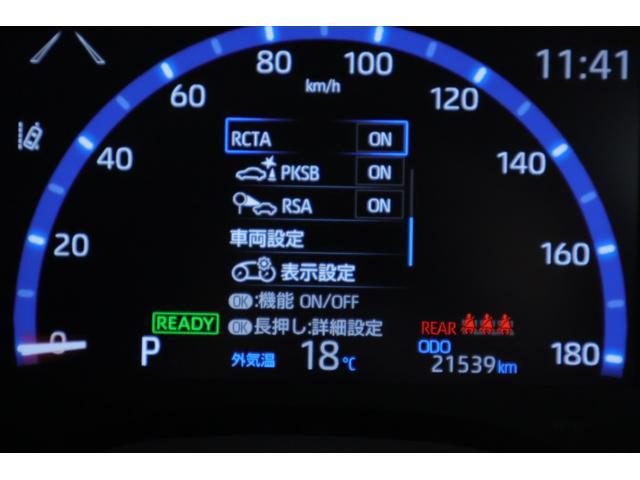 11:41
80
100
km/h
60
120
40
140
20
160
0
180
RCTA ON
PKSB ON
RSA ON
車両設定
表示設定
OK:機能 ON/OFF
OK長押し:詳細設定
READY
P
外気温 18℃
REAR
ODO
21539km